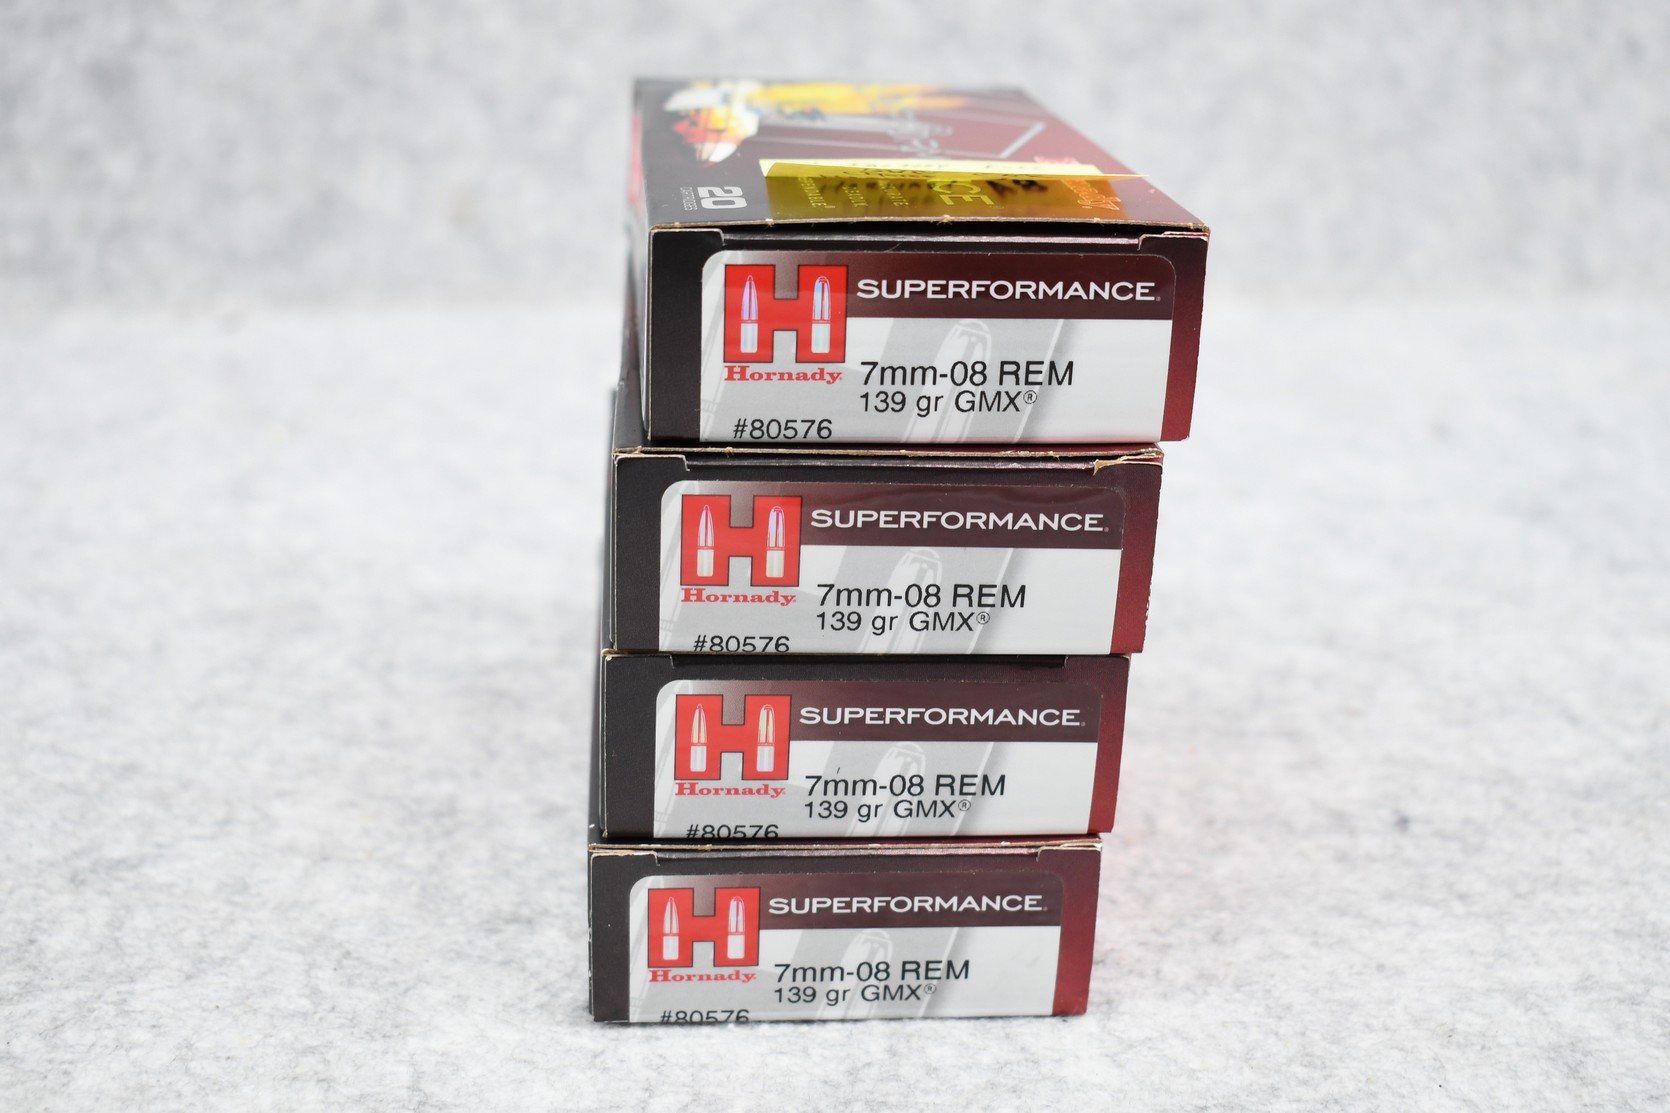 20
CARTRIDGES
SUPERFORMANCE
Hornady
7mm-08 REM
139 gr GMX®
#80576
SUPERFORMANCE
Hornady
7mm-08 REM
139 gr GMX®
#80576
SUPERFORMANCE
Hornady
7mm-08 REM
139 gr GMX®
#80576
SUPERFORMANCE
Hornady
7mm-08 REM
139 gr GMX®
#80576